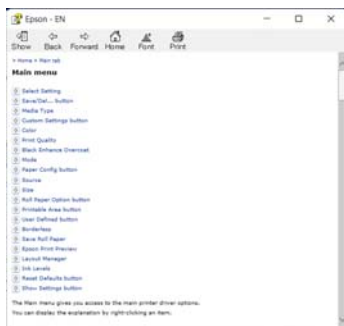 Epson - EN
Show Back Forward Home Font Print
> Home > Main tab
Main menu
Select Setting
Save/Del... button
Media Type
Custom Settings button
Color
Print Quality
Black Enhance Overcoat
Mode
Paper Config button
Source
Size
Roll Paper Option button
Printable Area button
User Defined button
Borderless
Save Roll Paper
Epson Print Preview
Layout Manager
Ink Levels
Reset Defaults button
Show Settings button
The Main menu gives you access to the main printer driver options.
You can display the explanation by right-clicking an item.